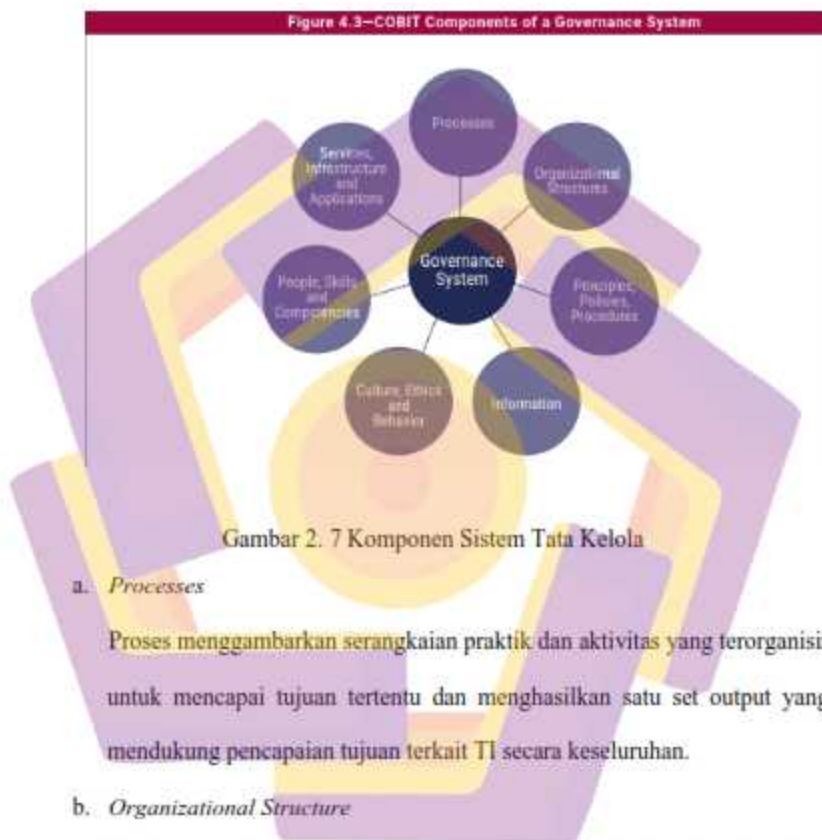 Figure 4.3—COBIT Components of a Governance System
Processes
Services,
Infrastructure
and
Applications
Organizational
Structures
Governance
System
People, Skills
and
Competencies
Principles,
Policies,
Procedures
Culture, Ethics
and
Behavior
Information
Gambar 2. 7 Komponen Sistem Tata Kelola
a. Processes
Proses menggambarkan serangkaian praktik dan aktivitas yang terorganisi
untuk mencapai tujuan tertentu dan menghasilkan satu set output yang
mendukung pencapaian tujuan terkait TI secara keseluruhan.
b. Organizational Structure